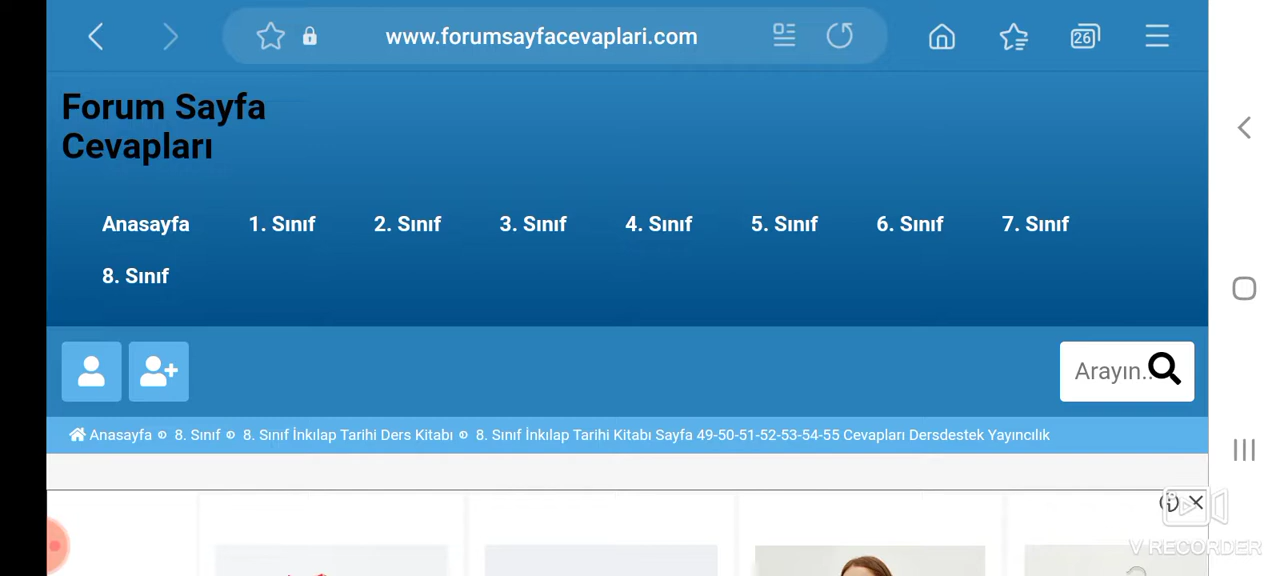 www.forumsayfacevaplari.com
26
Forum Sayfa
Cevapları
Anasayfa 1. Sınıf 2. Sınıf 3. Sınıf 4. Sınıf 5. Sınıf 6. Sınıf 7. Sınıf
8. Sınıf
Arayın..
Anasayfa 8. Sınıf 8. Sınıf İnkılap Tarihi Ders Kitabı 8. Sınıf İnkılap Tarihi Kitabı Sayfa 49-50-51-52-53-54-55 Cevapları Dersdestek Yayıncılık
V RECORDER